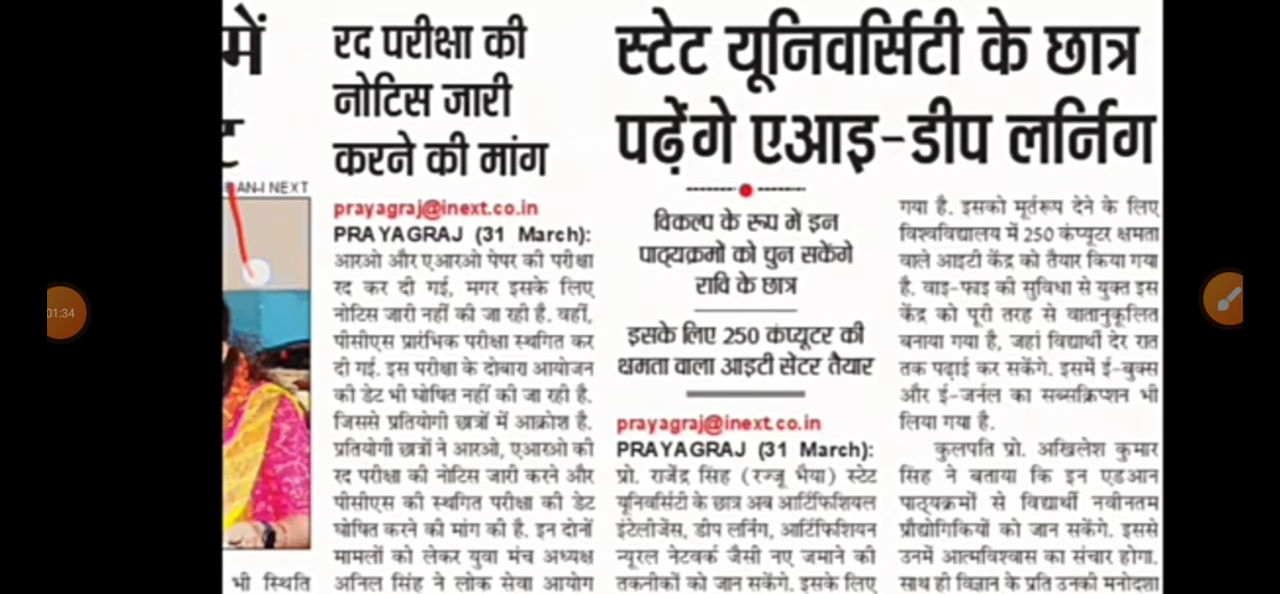 में
ट
AN-I NEXT
भी स्थिति
रद परीक्षा की
नोटिस जारी
करने की मांग
prayagraj@inext.co.in
PRAYAGRAJ (31 March):
आरओ और एआरओ पेपर की परीक्षा
रद कर दी गई, मगर इसके लिए
नोटिस जारी नहीं की जा रही है. वहीं,
पीसीएस प्रारंभिक परीक्षा स्थगित कर
दी गई. इस परीक्षा के दोबारा आयोजन
की डेट भी घोषित नहीं की जा रही है.
जिससे प्रतियोगी छात्रों में आक्रोश है.
प्रतियोगी छात्रों ने आरओ, एआरओ की
रद परीक्षा की नोटिस जारी करने और
पीसीएस की स्थगित परीक्षा की डेट
घोषित करने की मांग की है. इन दोनों
मामलों को लेकर युवा मंच अध्यक्ष
अनिल सिंह ने लोक सेवा आयोग
स्टेट यूनिवर्सिटी के छात्र
पढ़ेंगे एआइ-डीप लर्निंग
विकल्प के रूप में इन
पाठ्यक्रमों को चुन सकेंगे
रावि के छात्र
इसके लिए 250 कंप्यूटर की
क्षमता वाला आइटी सेंटर तैयार
prayagraj@inext.co.in
PRAYAGRAJ (31 March):
प्रो. राजेंद्र सिंह (रज्जू भैया) स्टेट
यूनिवर्सिटी के छात्र अब आर्टिफिशियल
इंटेलीजेंस, डीप लर्निंग, आर्टिफिशियन
न्यूरल नेटवर्क जैसी नए जमाने की
तकनीकों को जान सकेंगे. इसके लिए
गया है. इसको मूर्तरूप देने के लिए
विश्वविद्यालय में 250 कंप्यूटर क्षमता
वाले आइटी केंद्र को तैयार किया गया
है. वाइ-फाइ की सुविधा से युक्त इस
केंद्र को पूरी तरह से वातानुकूलित
बनाया गया है, जहां विद्यार्थी देर रात
तक पढ़ाई कर सकेंगे. इसमें ई-बुक्स
और ई-जर्नल का सब्सक्रिप्शन भी
लिया गया है.
कुलपति प्रो. अखिलेश कुमार
सिंह ने बताया कि इन एडआन
पाठ्यक्रमों से विद्यार्थी नवीनतम
प्रौद्योगिकियों को जान सकेंगे. इससे
उनमें आत्मविश्वास का संचार होगा.
साथ ही विज्ञान के प्रति उनकी मनोदशा
01:34